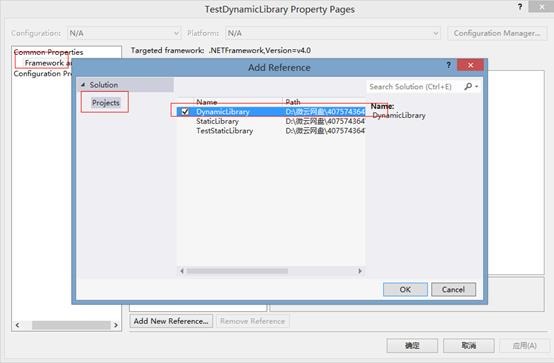 TestDynamicLibrary Property Pages
Configuration: N/A Platform: N/A Configuration Manager...
Common Properties
Framework an
Configuration Pro
Targeted framework: .NETFramework,Version=v4.0
Add Reference
Solution
Projects
Search Solution (Ctrl+E)
Name Path
DynamicLibrary D:\微云网盘\407574364
StaticLibrary D:\微云网盘\407574364
TestStaticLibrary D:\微云网盘\407574364
Name:
DynamicLibrary
OK Cancel
Add New Reference... Remove Reference
确定 取消 应用(A)